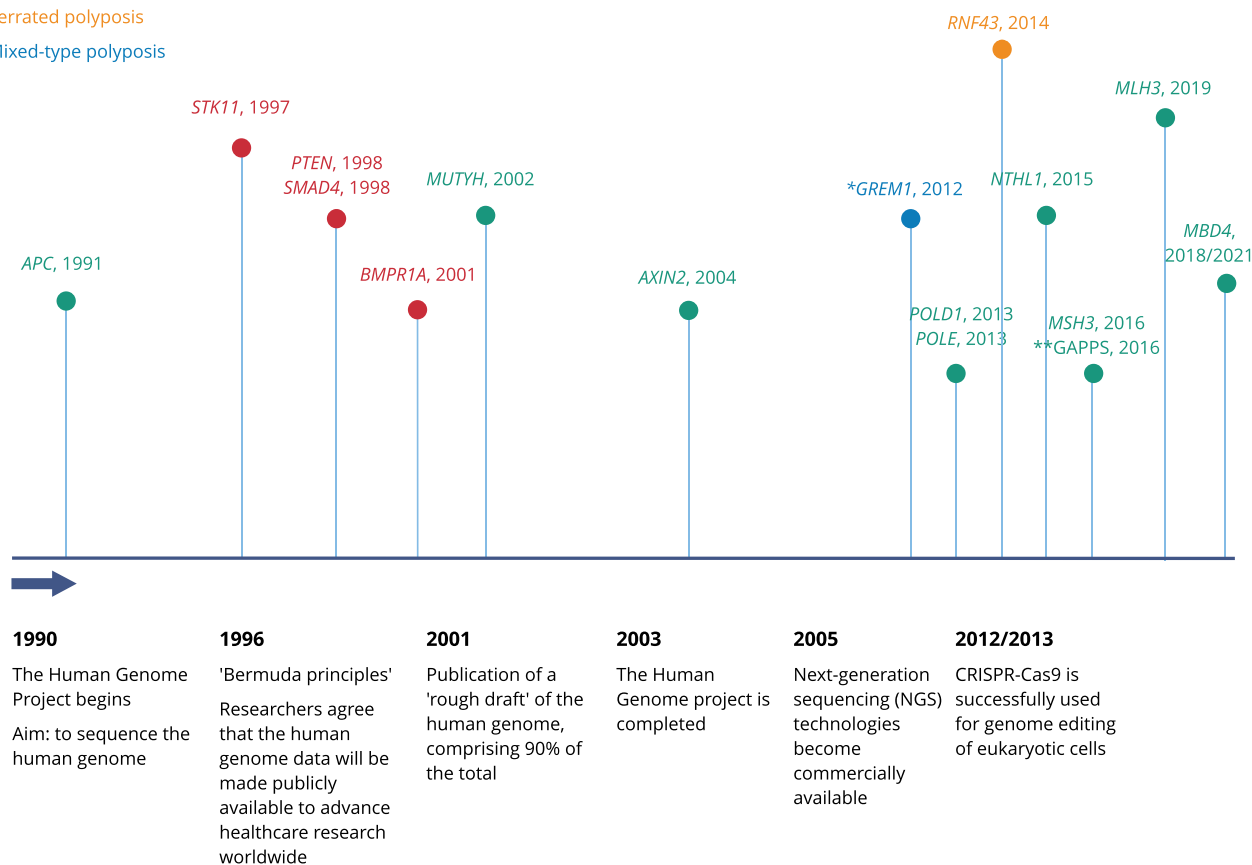 errated polyposis
Mixed-type polyposis
RNF43, 2014
MLH3, 2019
STK11, 1997
PTEN, 1998
SMAD4, 1998
MUTYH, 2002
*GREM1, 2012
NTHL1, 2015
MBD4,
2018/2021
APC, 1991
BMPR1A, 2001
AXIN2, 2004
POLD1, 2013
POLE, 2013
MSH3, 2016
**GAPPS, 2016
1990
The Human Genome
Project begins
Aim: to sequence the
human genome
1996
'Bermuda principles'
Researchers agree
that the human
genome data will be
made publicly
available to advance
healthcare research
worldwide
2001
Publication of a
'rough draft' of the
human genome,
comprising 90% of
the total
2003
The Human
Genome project is
completed
2005
Next-generation
sequencing (NGS)
technologies
become
commercially
available
2012/2013
CRISPR-Cas9 is
successfully used
for genome editing
of eukaryotic cells